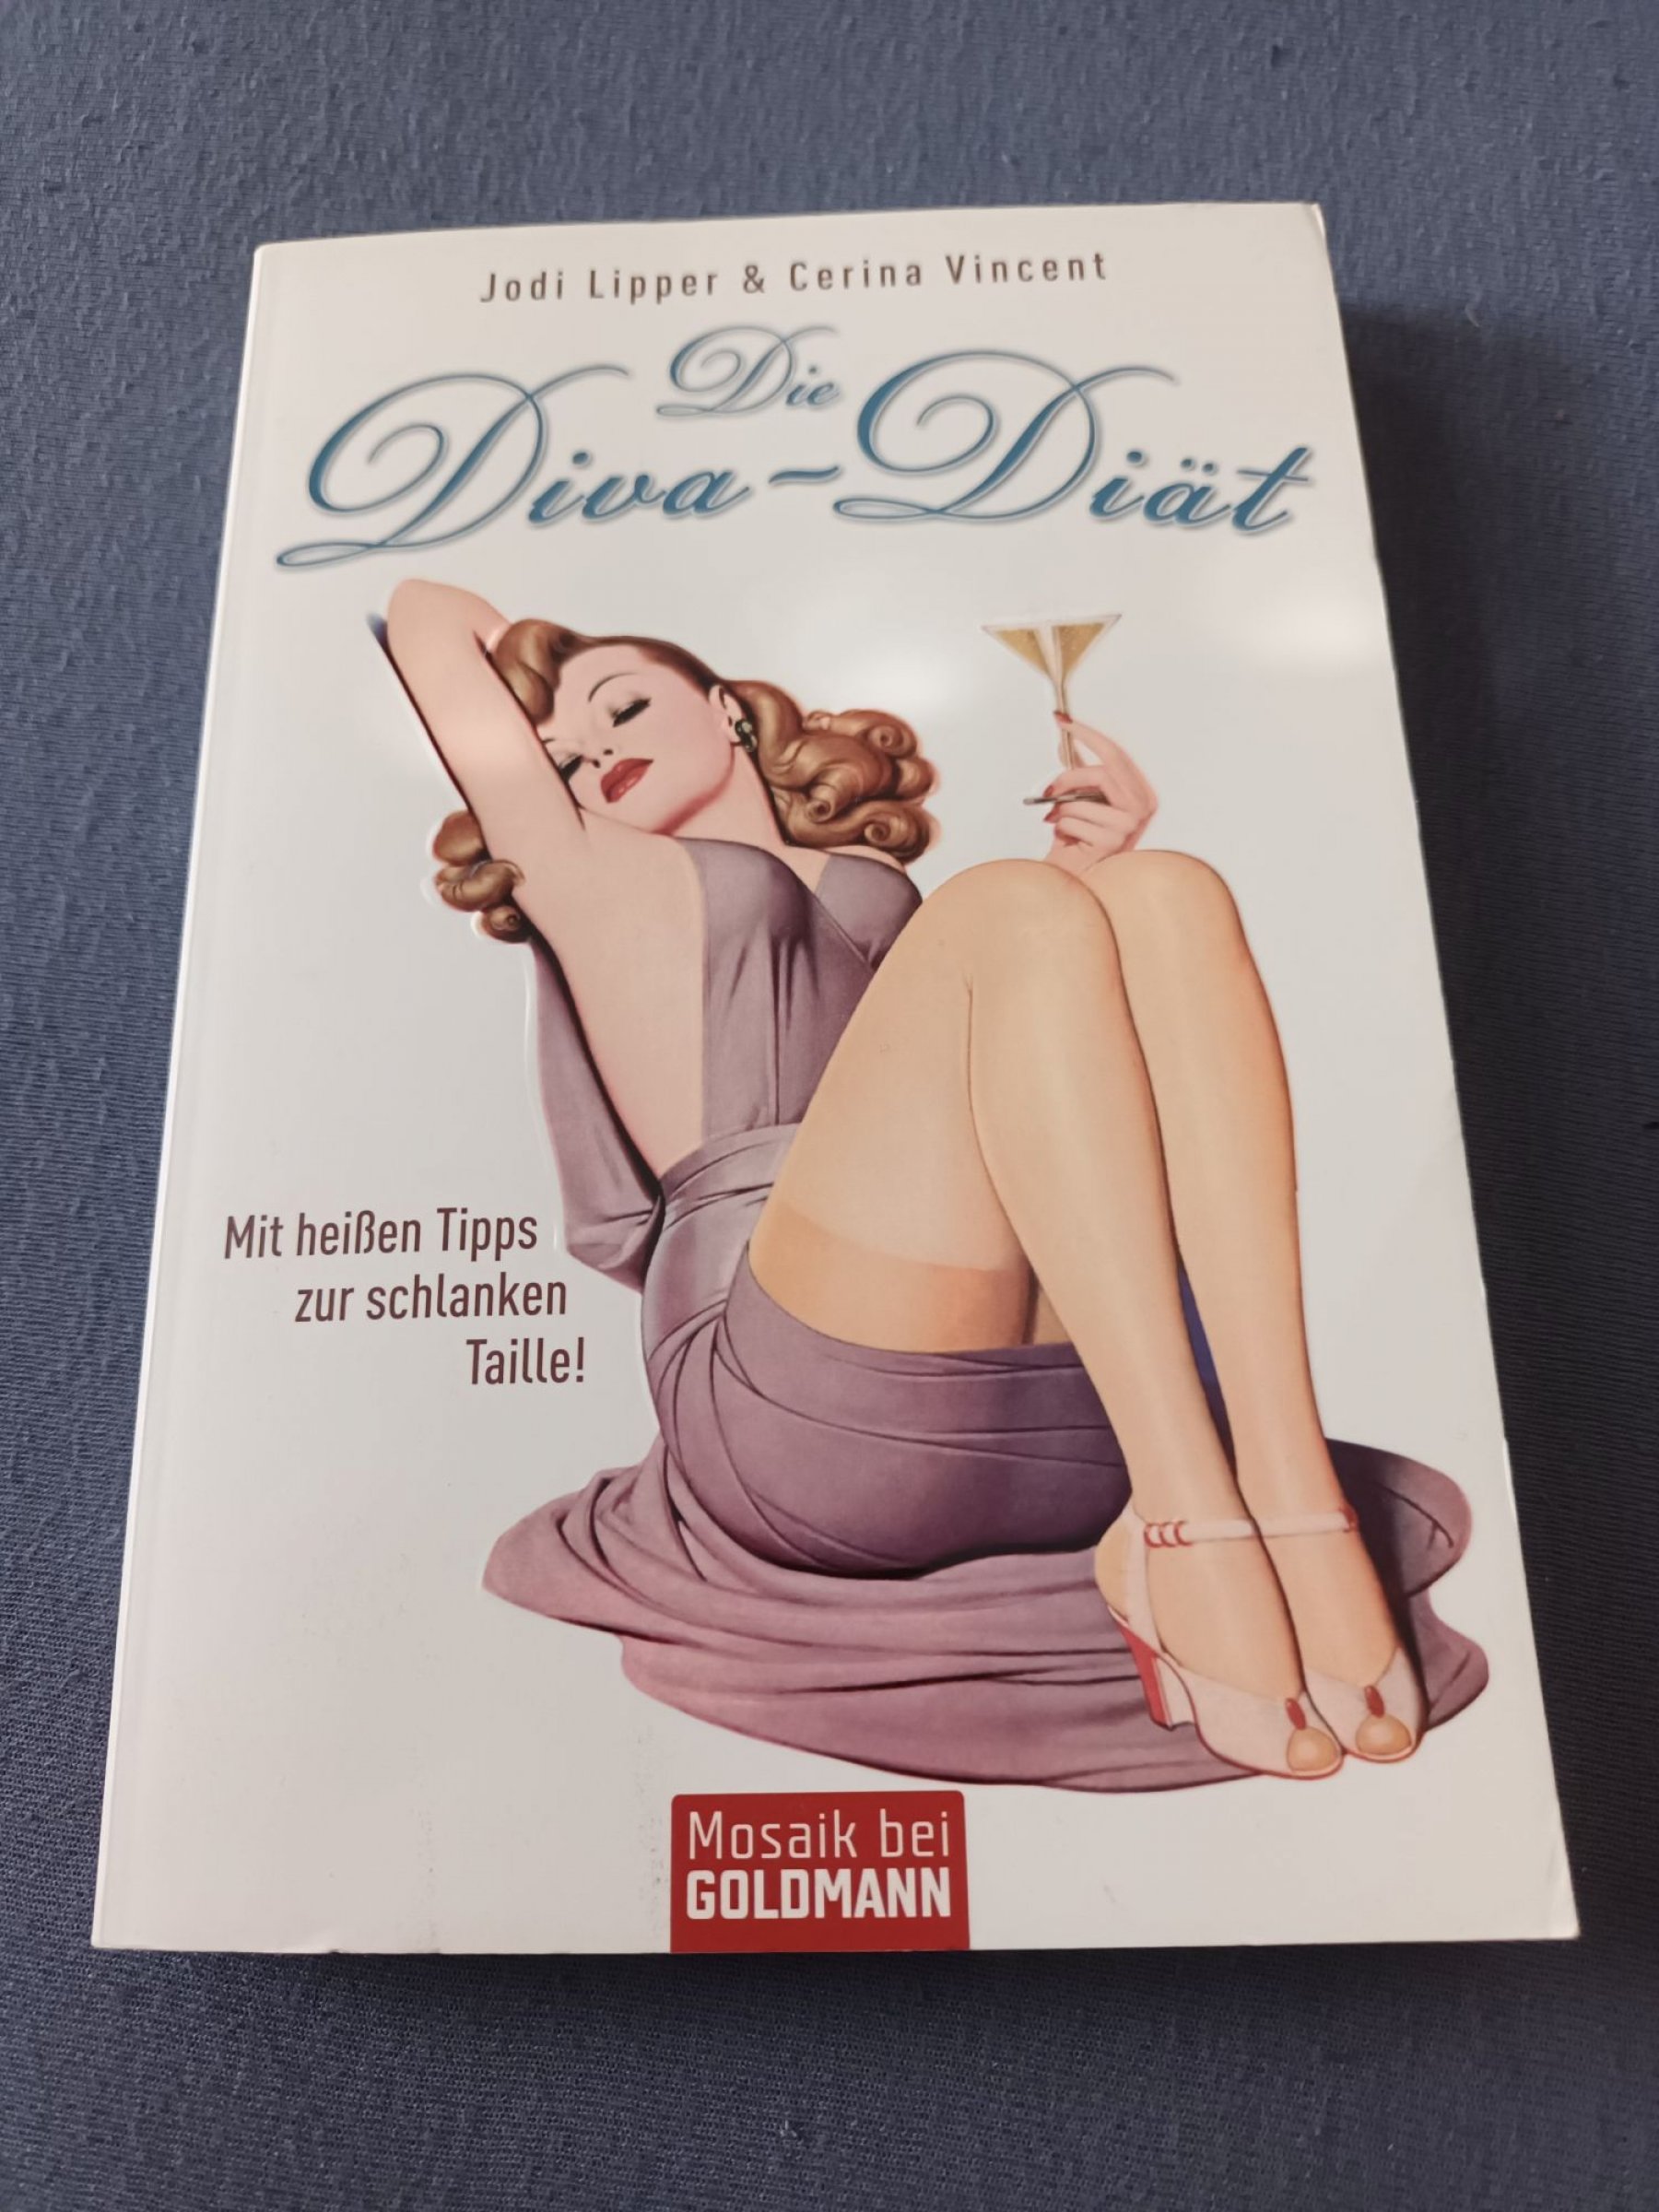 Jodi Lipper & Cerina Vincent
Die
Diva-Diät
Mit heißen Tipps
zur schlanken
Taille!
Mosaik bei
GOLDMANN